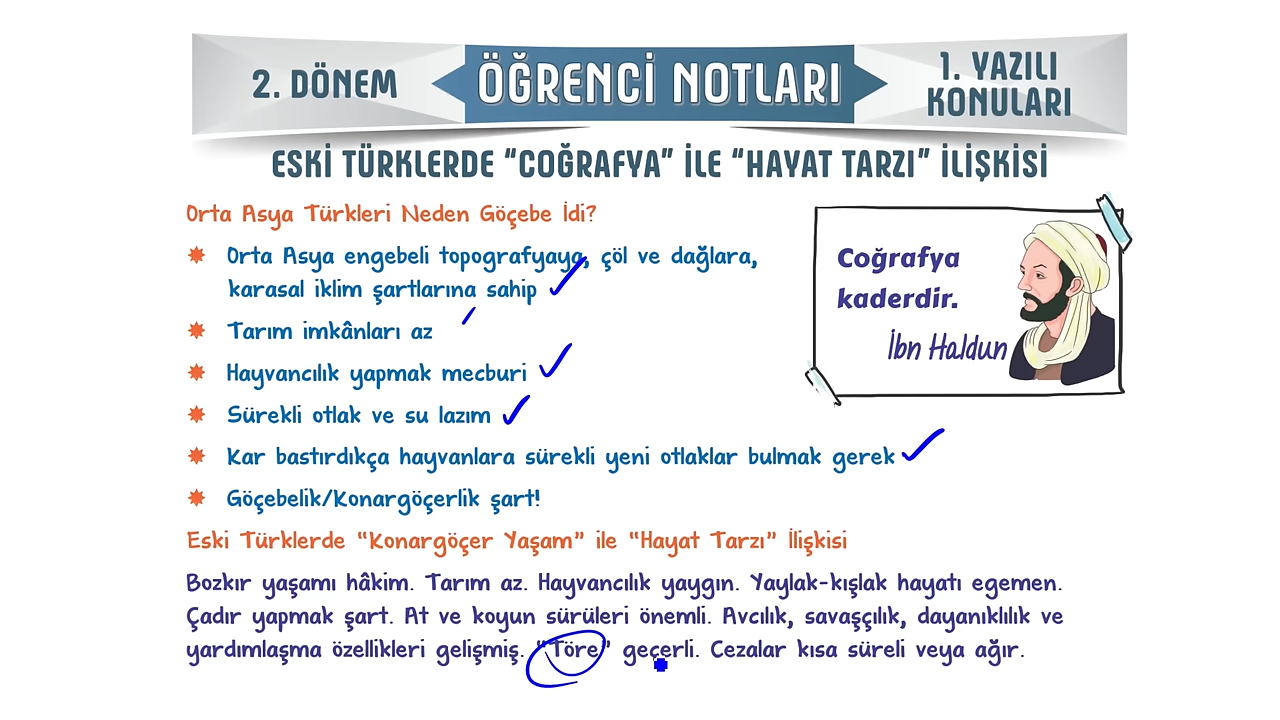 2. DÖNEM
ÖĞRENCİ NOTLARI
1. YAZILI
KONULARI
ESKİ TÜRKLERDE “COĞRAFYA” İLE “HAYAT TARZI” İLİŞKİSİ
Orta Asya Türkleri Neden Göçebe İdi?
Orta Asya engebeli topografyaya, çöl ve dağlara,
karasal iklim şartlarına sahip
Tarım imkânları az
Hayvancılık yapmak mecburi
Sürekli otlak ve su lazım
Kar bastırdıkça hayvanlara sürekli yeni otlaklar bulmak gerek
Göçebelik/Konargöçerlik şart!
Coğrafya
kaderdir.
İbn Haldun
Eski Türklerde “Konargöçer Yaşam” ile “Hayat Tarzı” İlişkisi
Bozkır yaşamı hâkim. Tarım az. Hayvancılık yaygın. Yaylak-kışlak hayatı egemen.
Çadır yapmak şart. At ve koyun sürüleri önemli. Avcılık, savaşçılık, dayanıklılık ve
yardımlaşma özellikleri gelişmiş. “Töre” geçerli. Cezalar kısa süreli veya ağır.